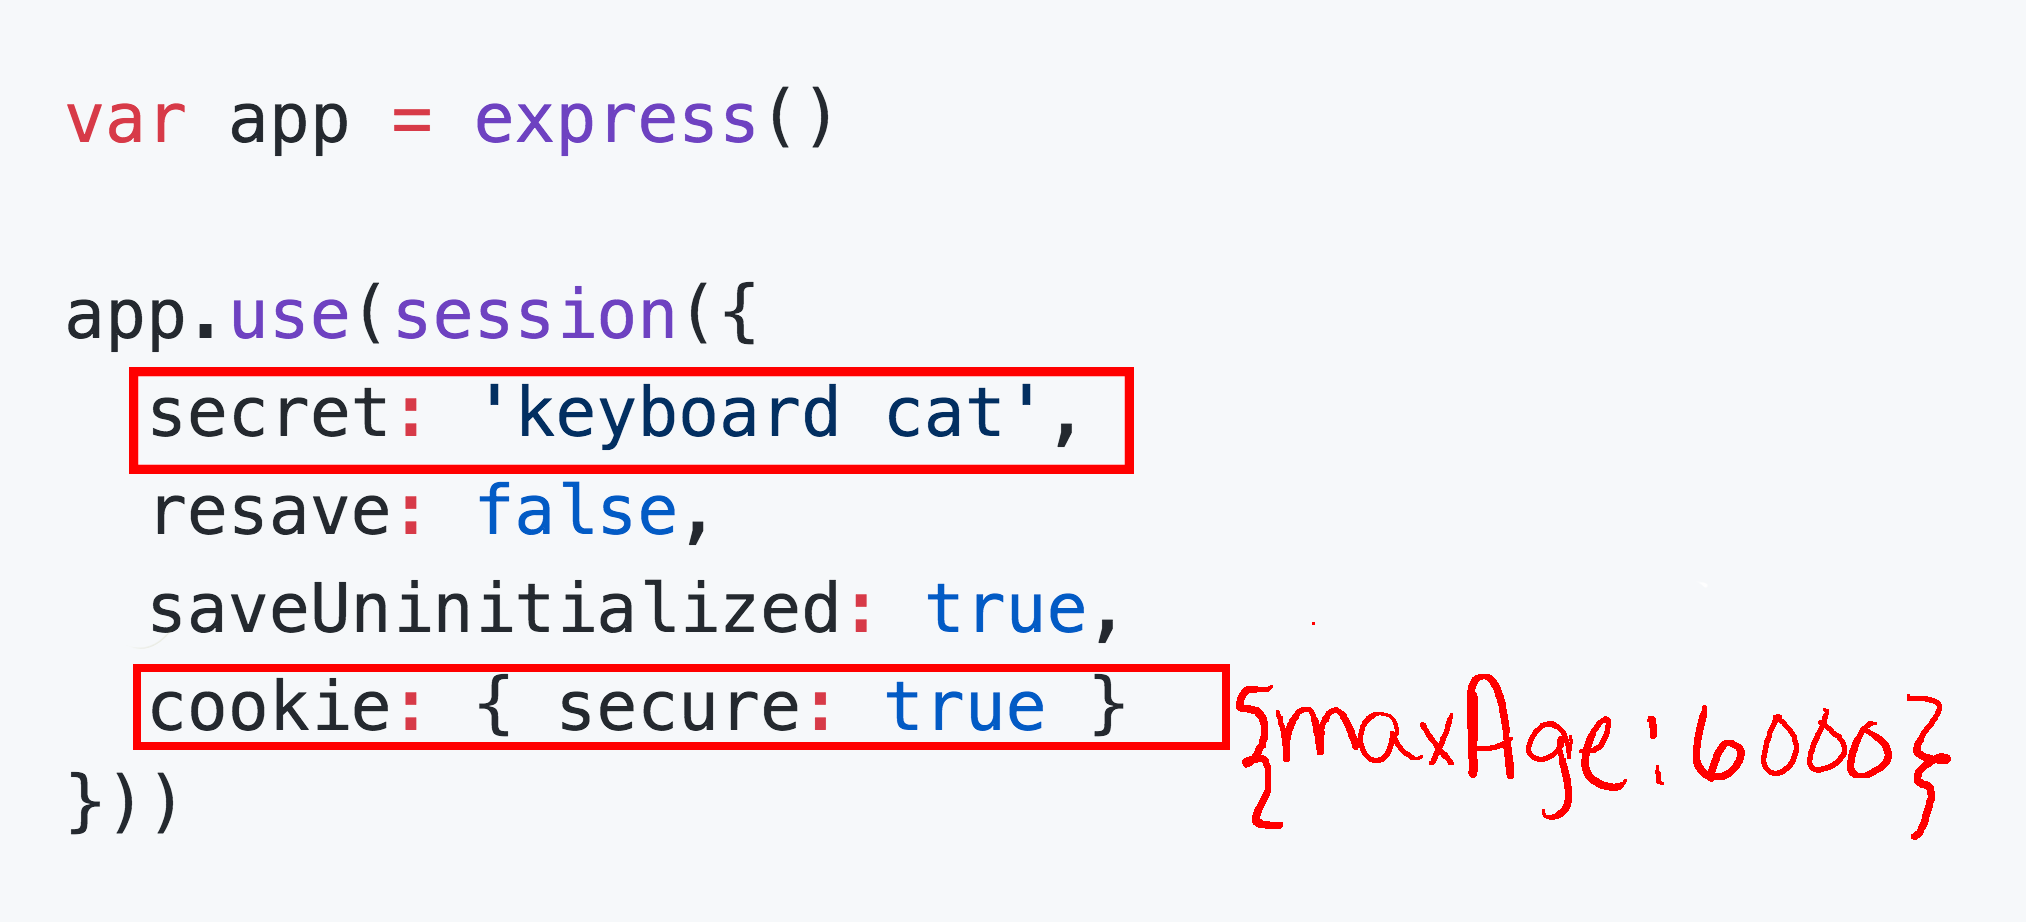 var app = express()
app.use(session({
secret: 'keyboard cat',
resave: false,
saveUninitialized: true,
cookie: { secure: true } {maxAge: 6000}
}))